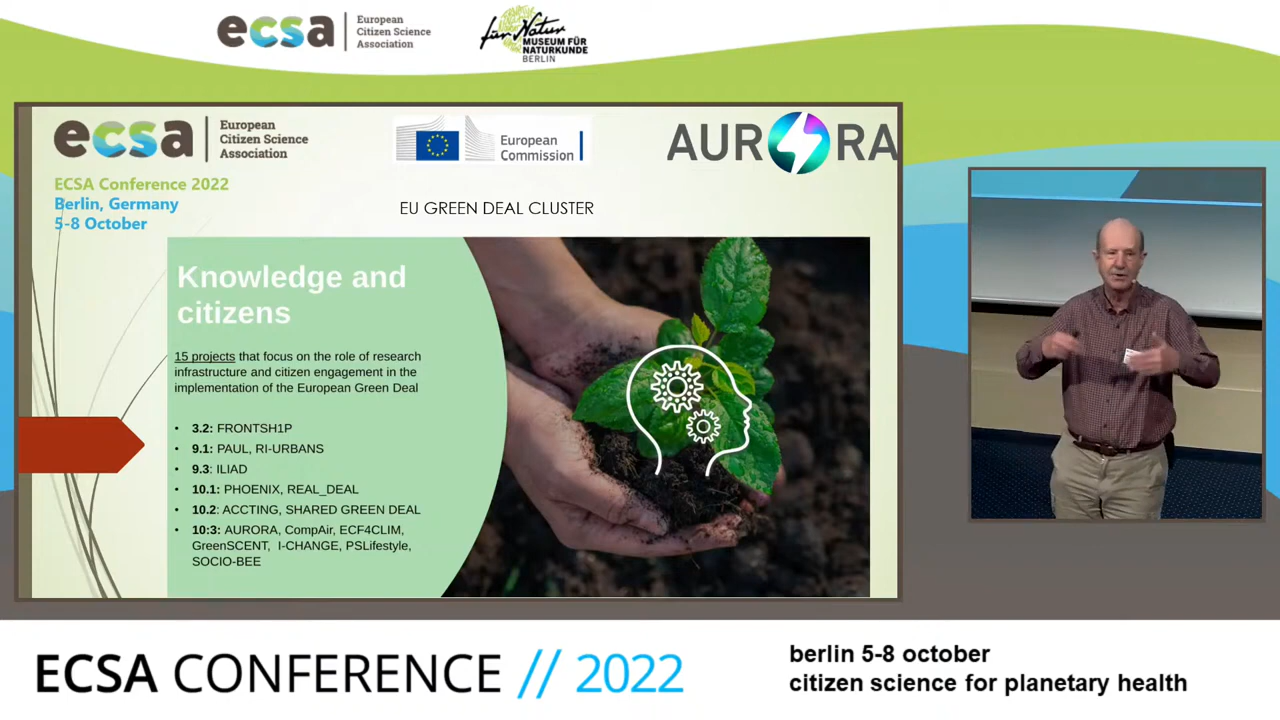 ecsa
European
Citizen Science
Association
für Natur
MUSEUM FÜR
NATURKUNDE
BERLIN
ecsa
European
Citizen Science
Association
European
Commission
AURORA
ECSA Conference 2022
Berlin, Germany
5-8 October
EU GREEN DEAL CLUSTER
Knowledge and
citizens
15 projects that focus on the role of research
infrastructure and citizen engagement in the
implementation of the European Green Deal
• 3.2: FRONTSH1P
• 9.1: PAUL, RI-URBANS
• 9.3: ILIAD
• 10.1: PHOENIX, REAL_DEAL
• 10.2: ACCTING, SHARED GREEN DEAL
• 10:3: AURORA, CompAir, ECF4CLIM,
GreenSCENT, I-CHANGE, PSLifestyle,
SOCIO-BEE
ECSA CONFERENCE // 2022
berlin 5-8 october
citizen science for planetary health